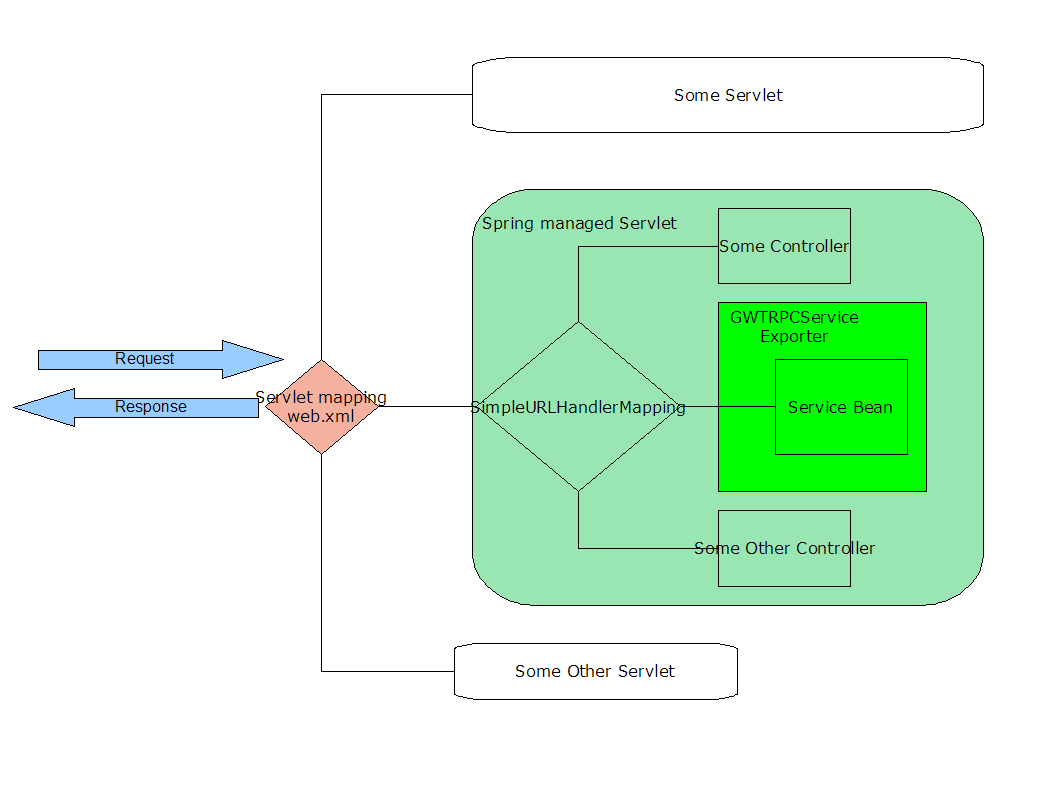 Some Servlet
Spring managed Servlet
Some Controller
GWTRPCService
Exporter
Request
Servlet mapping
web.xml
Response
SimpleURLHandlerMapping
Service Bean
Some Other Controller
Some Other Servlet